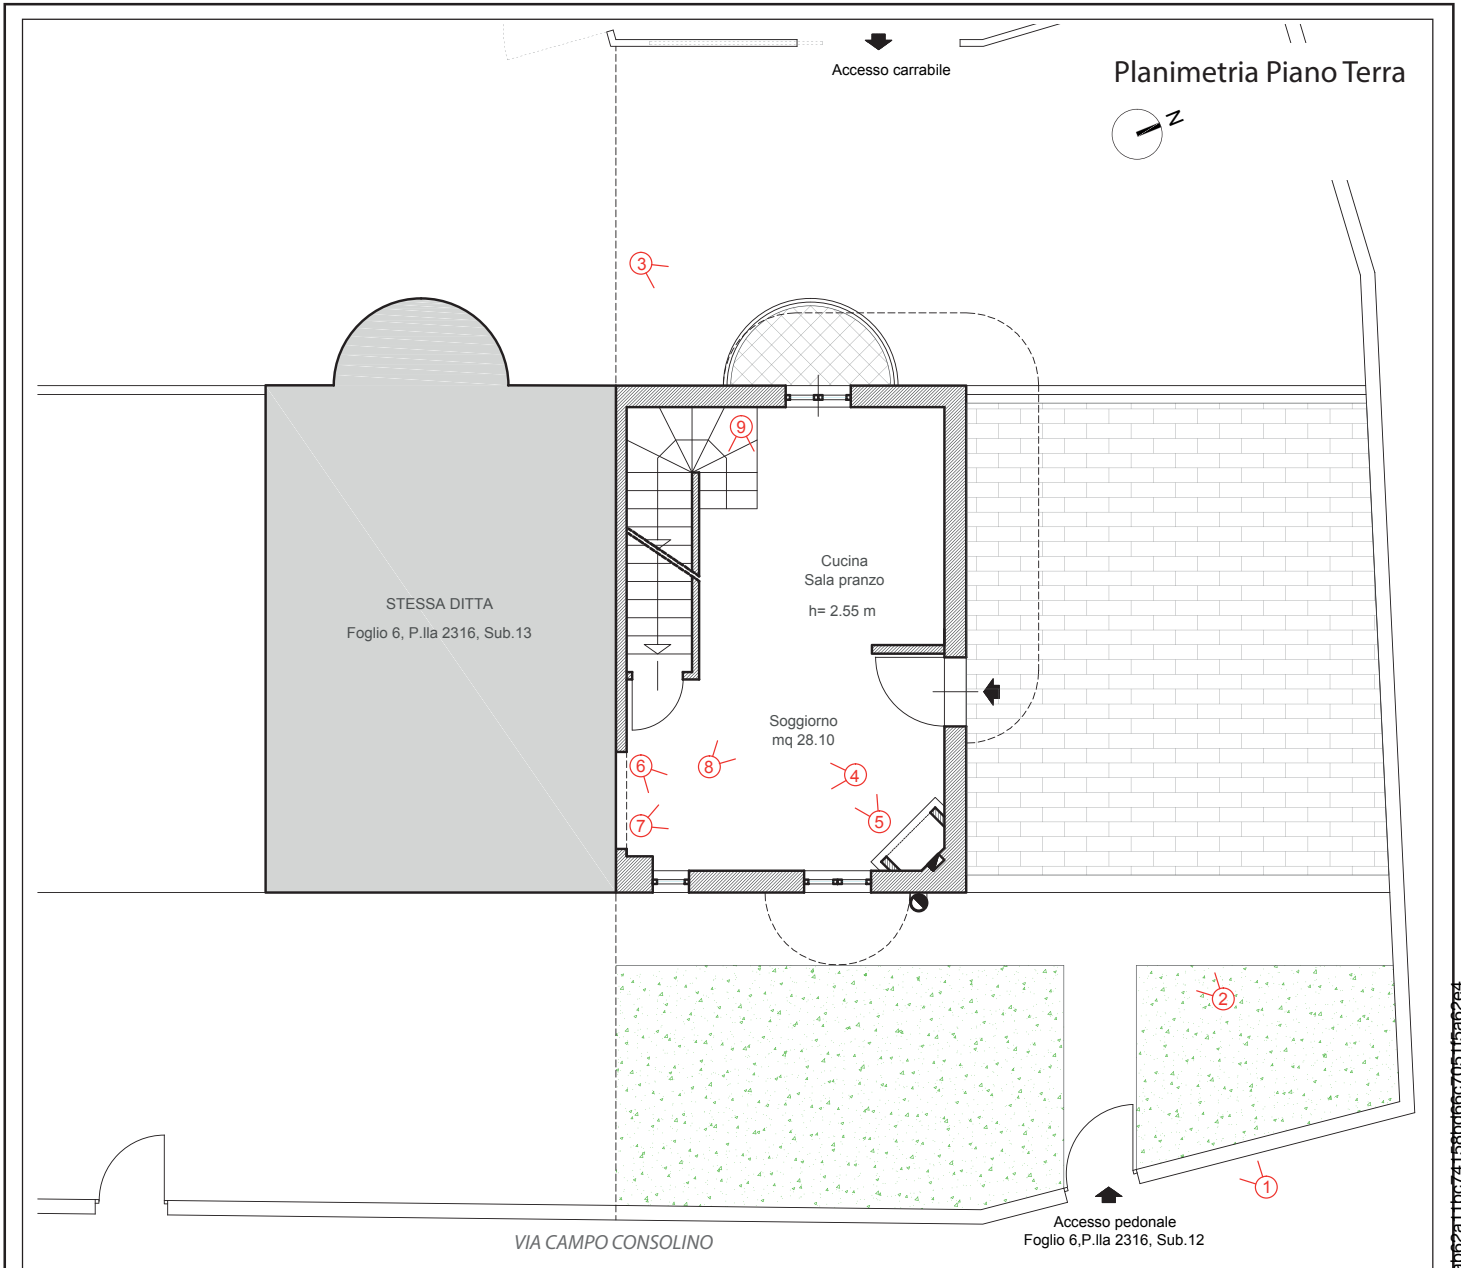 Accesso carrabile
Planimetria Piano Terra
N
3
9
Cucina
Sala pranzo
h= 2.55 m
STESSA DITTA
Foglio 6, P.lla 2316, Sub.13
Soggiorno
mq 28.10
6
8
4
7
5
2
1
Accesso pedonale
Foglio 6,P.lla 2316, Sub.12
VIA CAMPO CONSOLINO